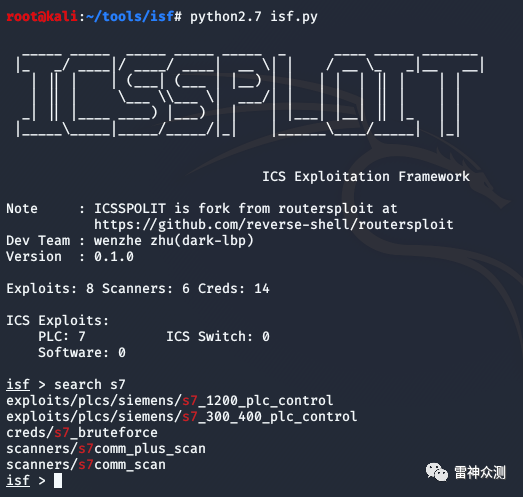 root@kali:~/tools/isf# python2.7 isf.py
ICSSPLOIT
ICS Exploitation Framework
Note     : ICSSPOLIT is fork from routersploit at
           https://github.com/reverse-shell/routersploit
Dev Team : wenzhe zhu(dark-lbp)
Version  : 0.1.0
Exploits: 8 Scanners: 6 Creds: 14
ICS Exploits:
    PLC: 7          ICS Switch: 0
    Software: 0
isf > search s7
exploits/plcs/siemens/s7_1200_plc_control
exploits/plcs/siemens/s7_300_400_plc_control
creds/s7_bruteforce
scanners/s7comm_plus_scan
scanners/s7comm_scan
isf >
雷神众测